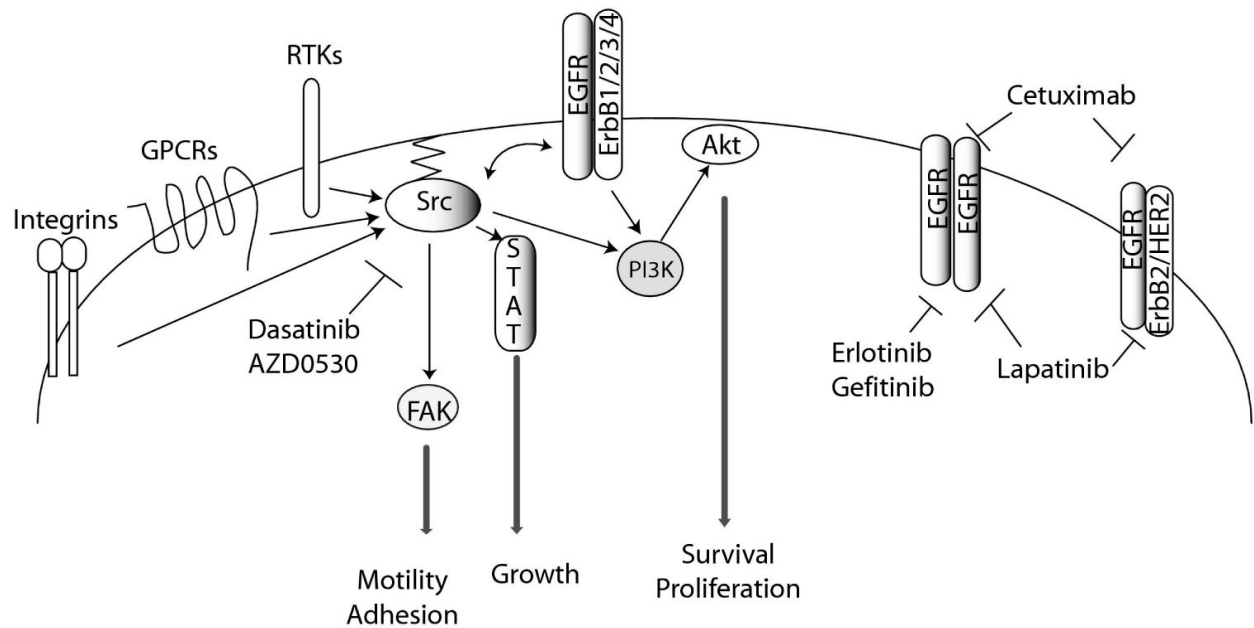 RTKs
EGFR
ErbB1/2/3/4
Cetuximab
GPCRs
Akt
Integrins
Src
EGFR
EGFR
EGFR
ErbB2/HER2
STAT
PI3K
Dasatinib
AZD0530
Erlotinib
Gefitinib
Lapatinib
FAK
Motility
Adhesion
Growth
Survival
Proliferation